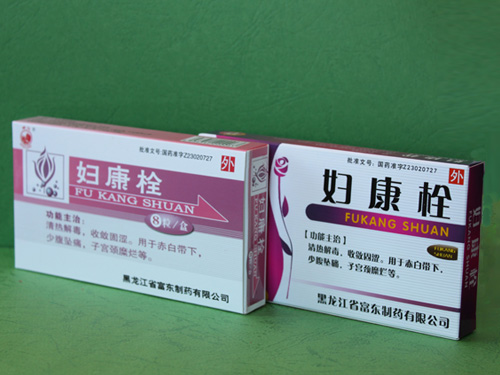 外
批准文号:国药准字Z23020727
妇康栓
FU KANG SHUAN
8粒/盒
功能主治:
清热解毒,收敛固涩。用于赤白带下,
少腹坠痛,子宫颈糜烂等。
黑龙江省富东制药有限公司
外
批准文号:国药准字Z23020727
妇康栓
FUKANG SHUAN
【功能主治】
清热解毒、收敛固涩。用于赤白带下、
少腹坠痛、子宫颈糜烂等。
FUKANG
SHUAN
黑龙江省富东制药有限公司